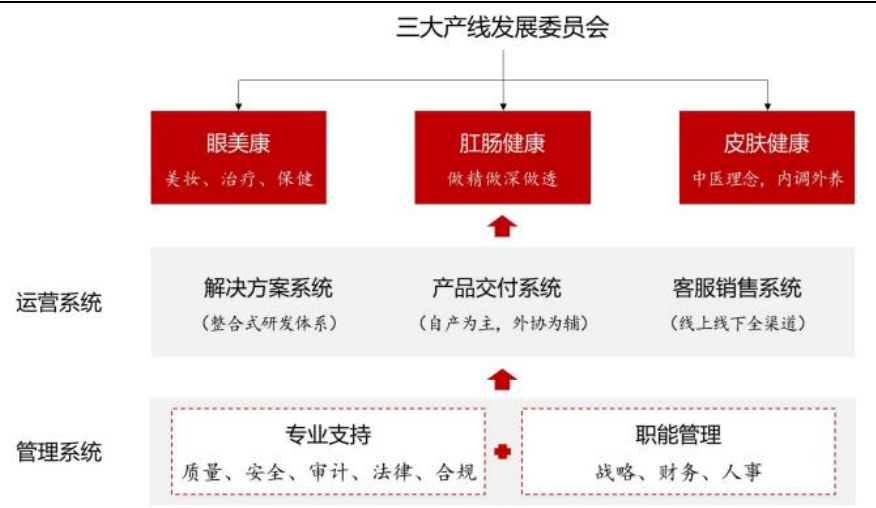 三大产线发展委员会
眼美康
美妆、治疗、保健
肛肠健康
做精做深做透
皮肤健康
中医理念，内调外养
运营系统
解决方案系统
（整合式研发体系）
产品交付系统
（自产为主，外协为辅）
客服销售系统
（线上线下全渠道）
管理系统
专业支持
质量、安全、审计、法律、合规
职能管理
战略、财务、人事